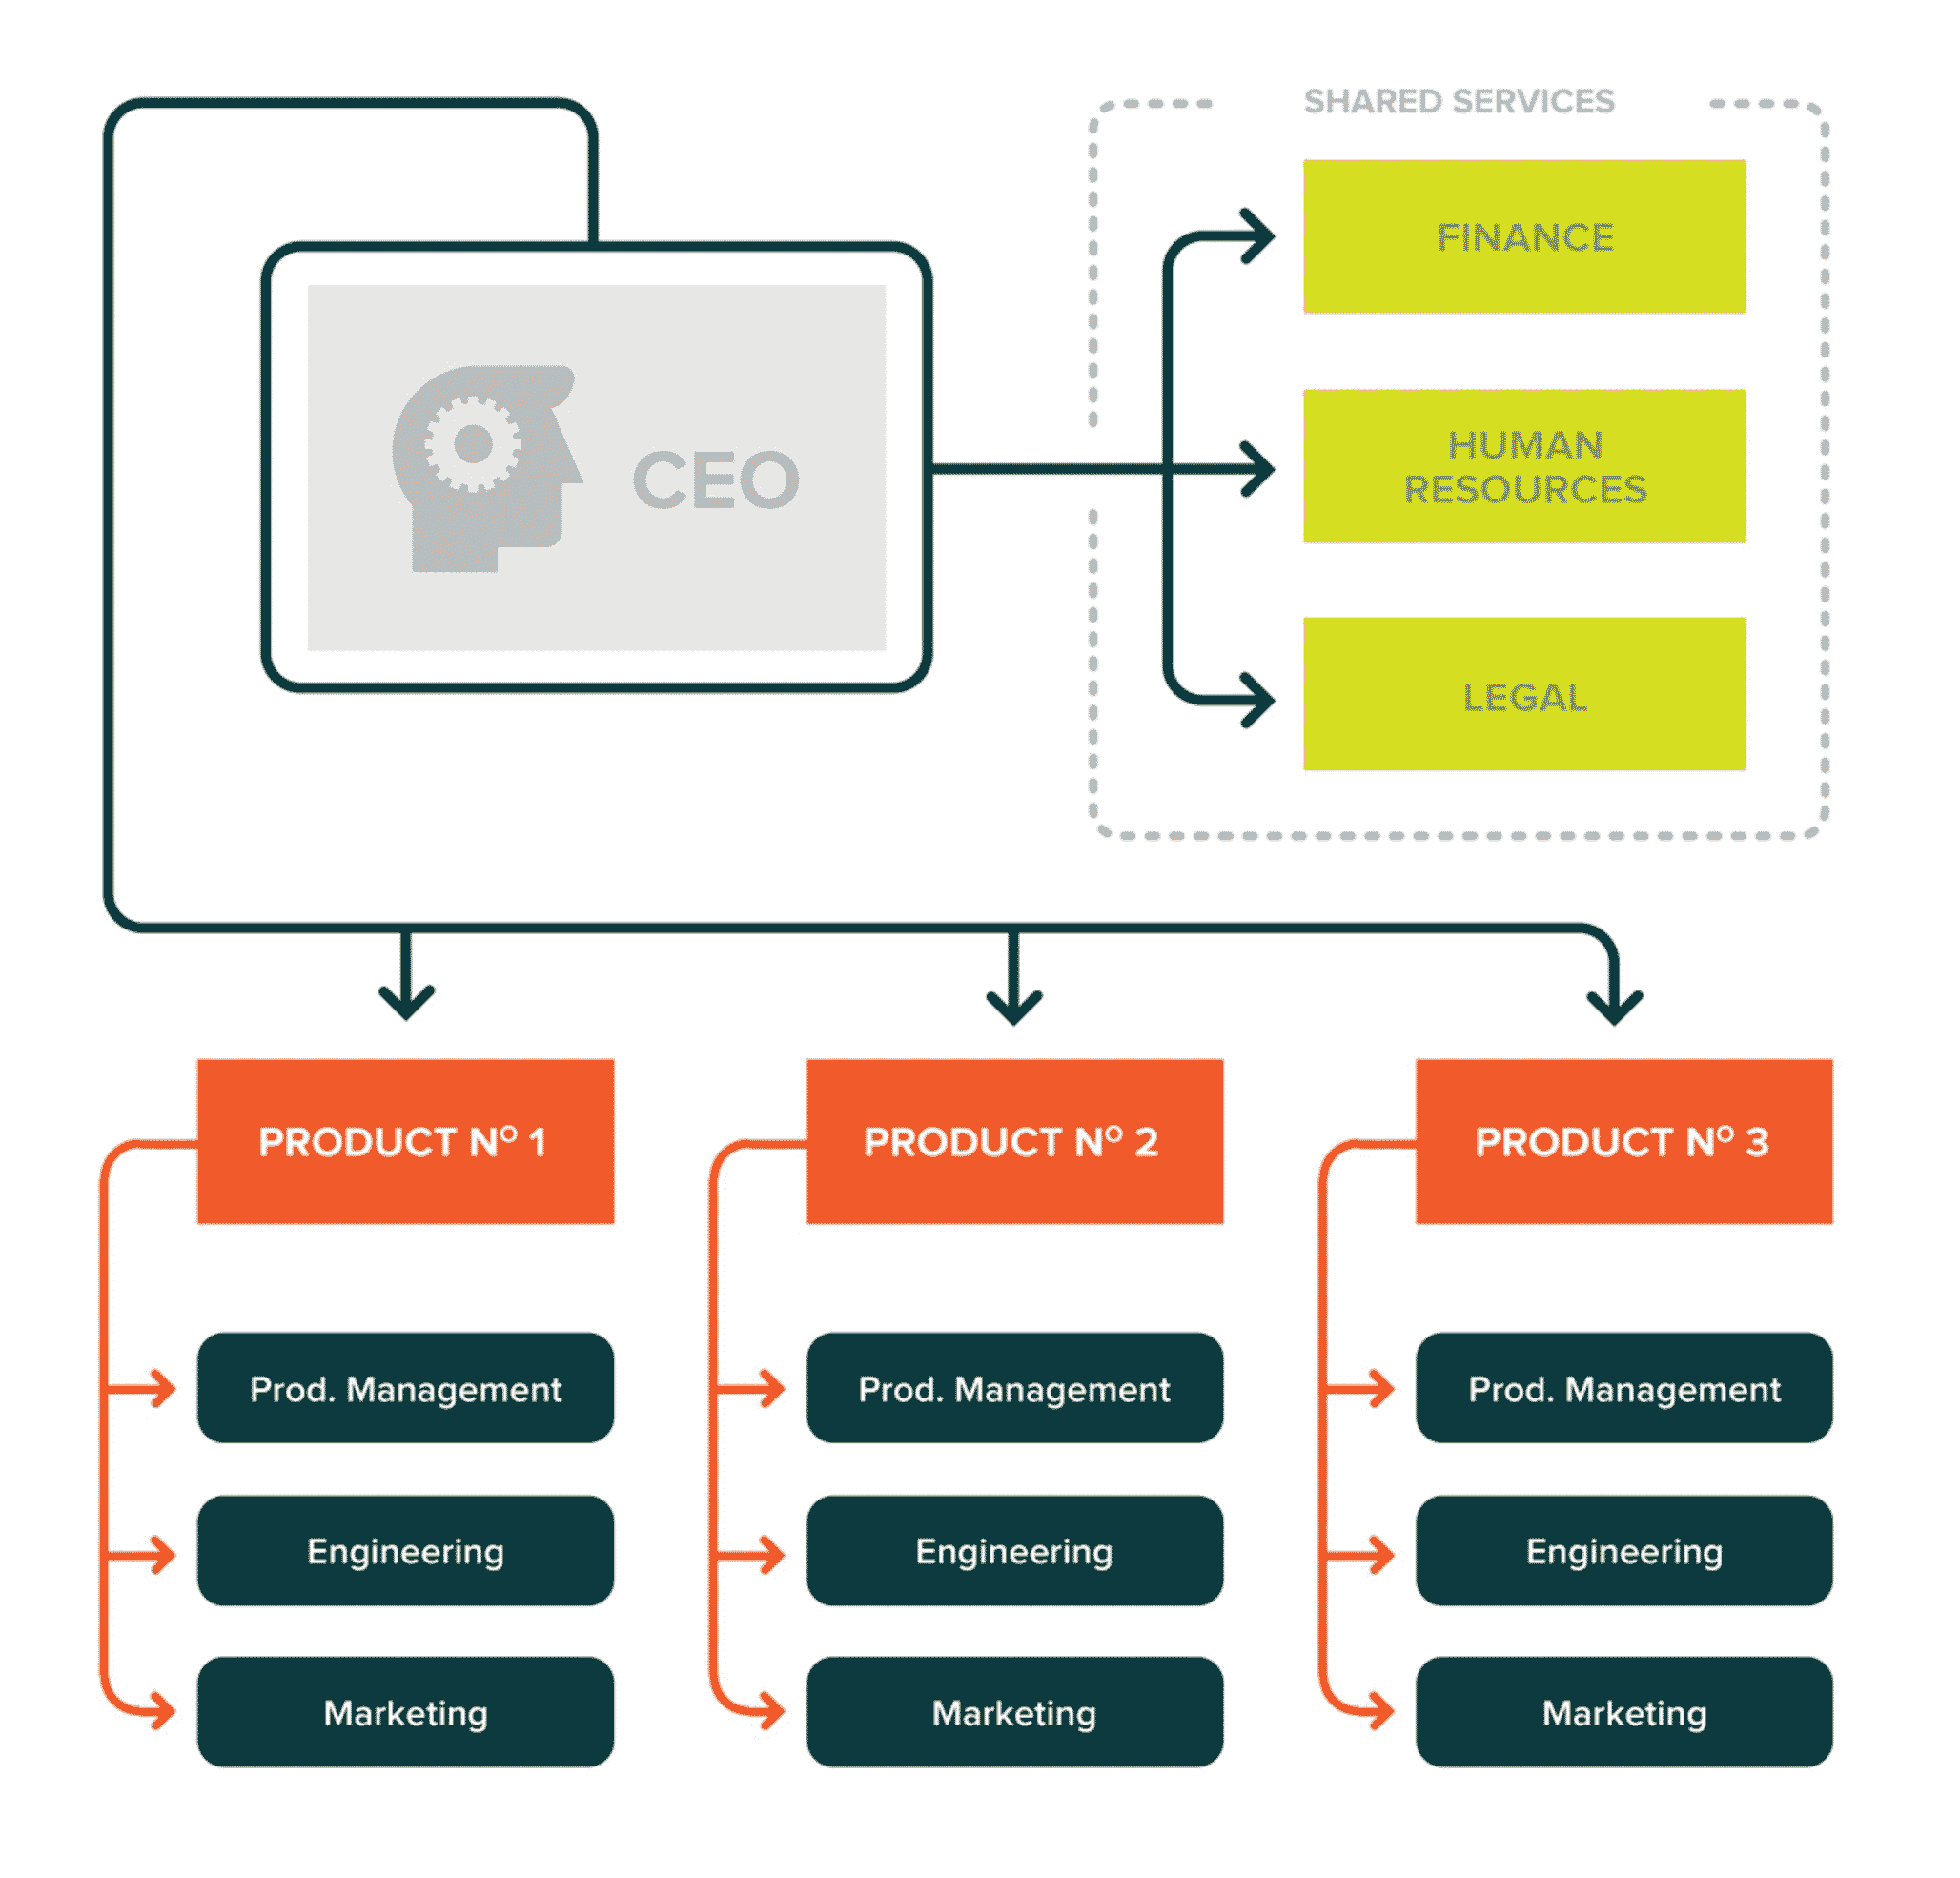 SHARED SERVICES
FINANCE
CEO
HUMAN
RESOURCES
LEGAL
PRODUCT Nº 1
PRODUCT Nº 2
PRODUCT Nº 3
Prod. Management
Prod. Management
Prod. Management
Engineering
Engineering
Engineering
Marketing
Marketing
Marketing